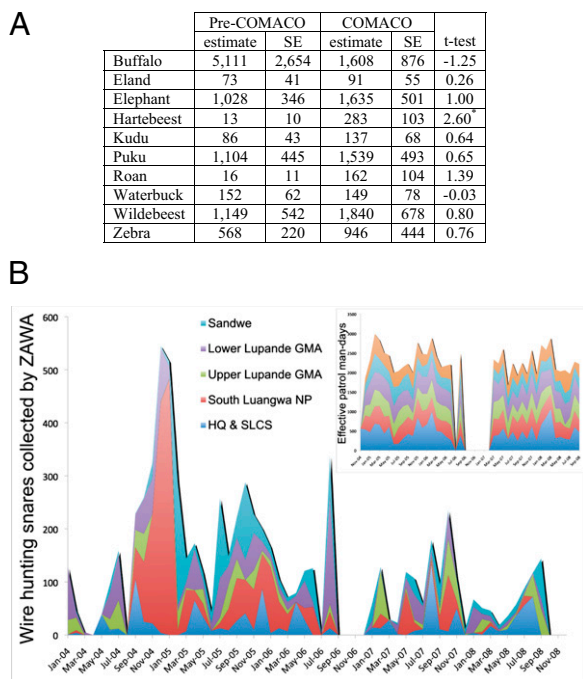 A
Pre-COMACO COMACO
estimate SE estimate SE t-test
Buffalo 5,111 2,654 1,608 876 -1.25
Eland 73 41 91 55 0.26
Elephant 1,028 346 1,635 501 1.00
Hartebeest 13 10 283 103 2.60*
Kudu 86 43 137 68 0.64
Puku 1,104 445 1,539 493 0.65
Roan 16 11 162 104 1.39
Waterbuck 152 62 149 78 -0.03
Wildebeest 1,149 542 1,840 678 0.80
Zebra 568 220 946 444 0.76
B
Wire hunting snares collected by ZAWA
600
500
400
300
200
100
0
Sandwe
Lower Lupande GMA
Upper Lupande GMA
South Luangwa NP
HQ & SLCS
Effective patrol man-days
3500
3000
2500
2000
1500
1000
500
0
Jan-04 Mar-04 May-04 Jul-04 Sep-04 Nov-04 Jan-05 Mar-05 May-05 Jul-05 Sep-05 Nov-05 Jan-06 Mar-06 May-06 Jul-06 Sep-06 Nov-06 Jan-07 Mar-07 May-07 Jul-07 Sep-07 Nov-07 Jan-08 Mar-08 May-08 Jul-08 Sep-08 Nov-08